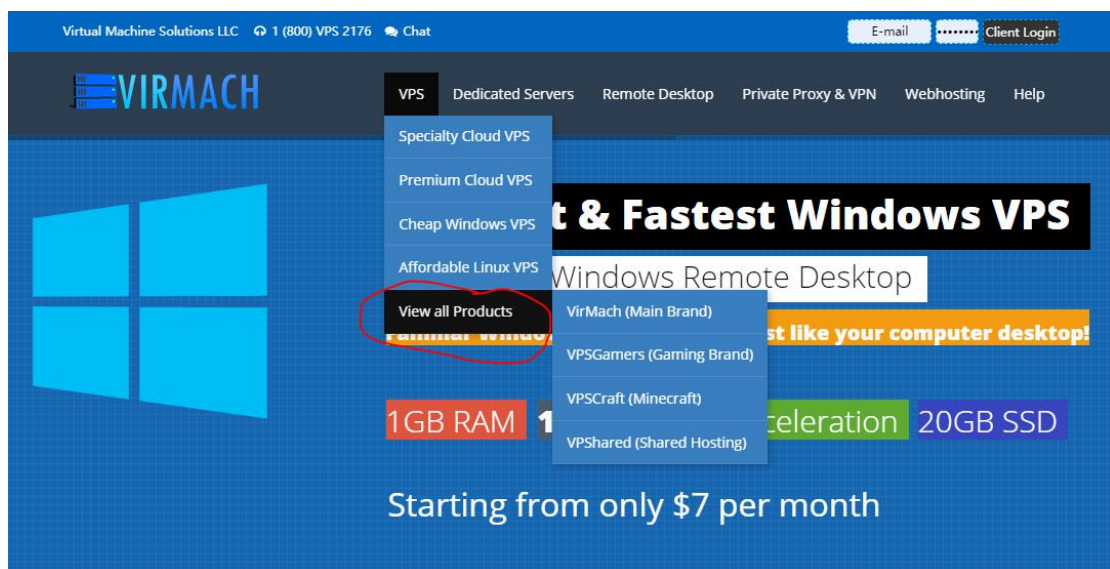 Virtual Machine Solutions LLC 1 (800) VPS 2176 Chat E-mail Client Login
VIRMACH
VPS Dedicated Servers Remote Desktop Private Proxy & VPN Webhosting Help
Specialty Cloud VPS
Premium Cloud VPS
Cheap Windows VPS
t & Fastest Windows VPS
Affordable Linux VPS
Windows Remote Desktop
View all Products
VirMach (Main Brand)
st like your computer desktop!
VPSGamers (Gaming Brand)
VPSCraft (Minecraft)
1GB RAM 1 celeration 20GB SSD
VPShared (Shared Hosting)
Starting from only $7 per month